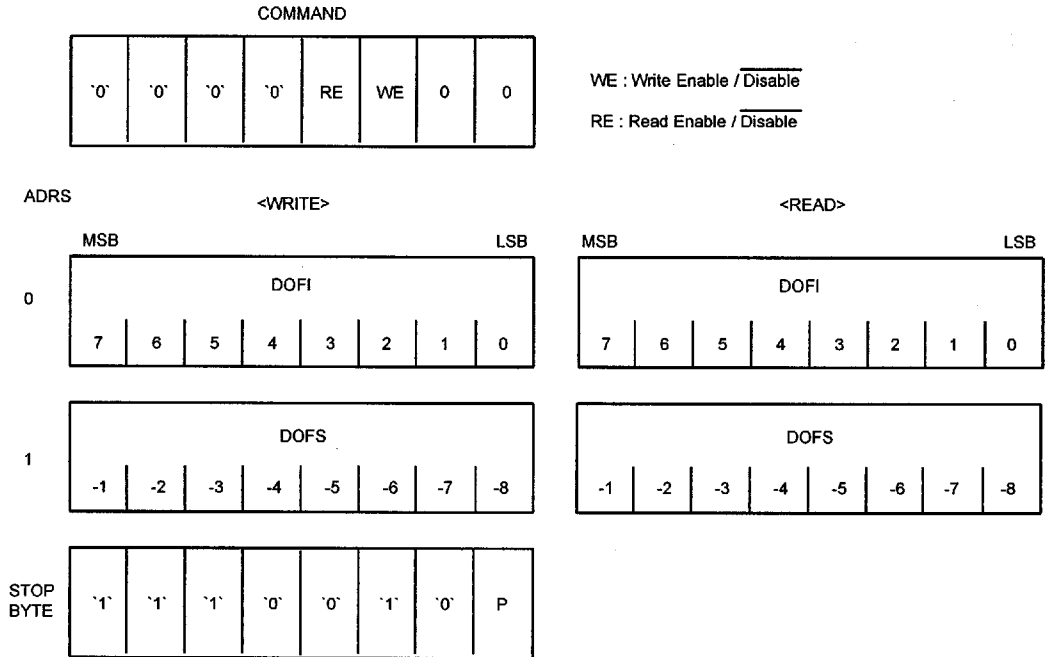 COMMAND
`0` `0` `0` `0` RE WE 0 0
WE : Write Enable / Disable
RE : Read Enable / Disable
ADRS <WRITE> <READ>
MSB LSB MSB LSB
0 DOFI DOFI
7 6 5 4 3 2 1 0 7 6 5 4 3 2 1 0
1 DOFS DOFS
-1 -2 -3 -4 -5 -6 -7 -8 -1 -2 -3 -4 -5 -6 -7 -8
STOP
BYTE `1` `1` `1` `0` `0` `1` `0` P